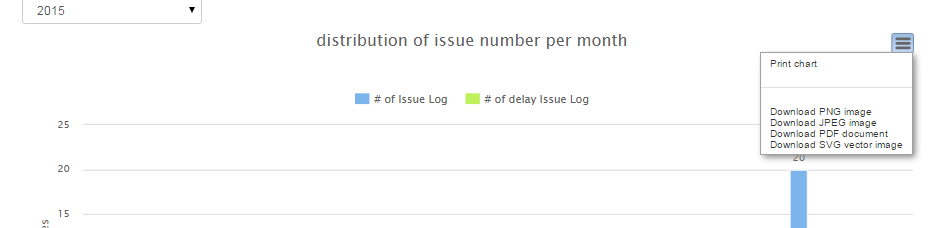 2015
distribution of issue number per month
Print chart
# of Issue Log
# of delay Issue Log
Download PNG image
Download JPEG image
Download PDF document
Download SVG vector image
25
20
20
15